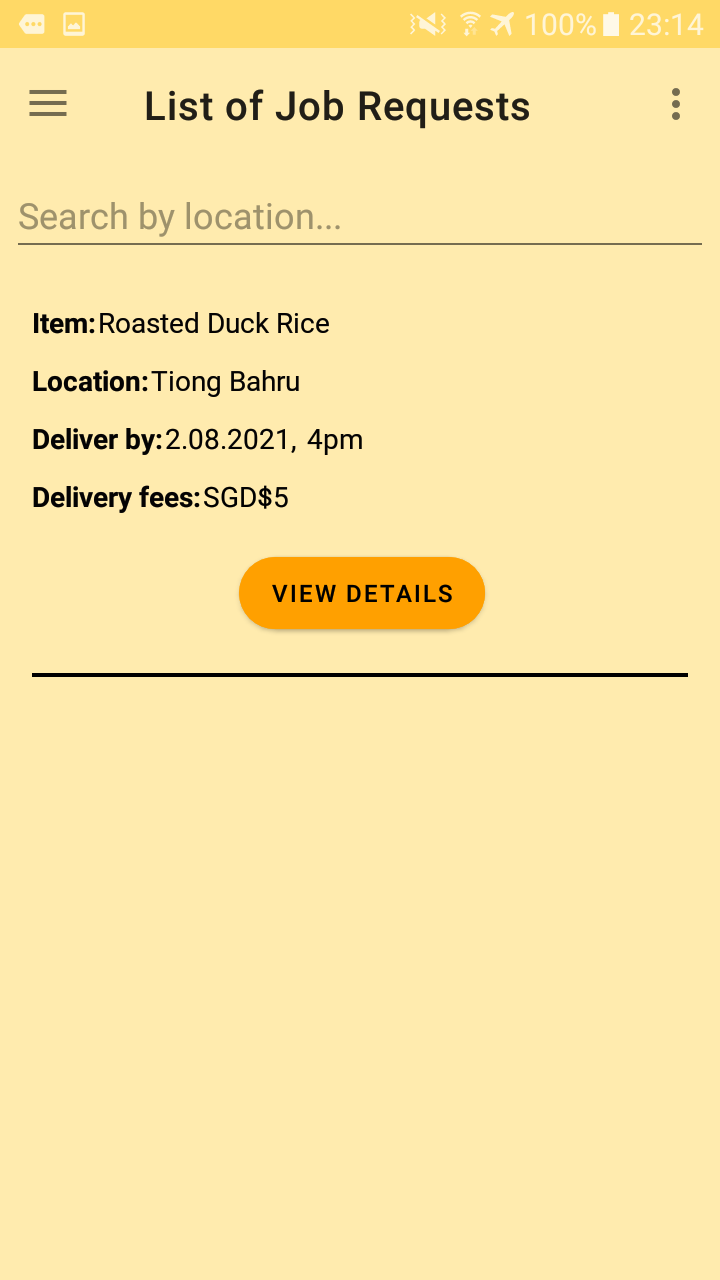 100% 23:14
List of Job Requests
Search by location...
Item:Roasted Duck Rice
Location:Tiong Bahru
Deliver by:2.08.2021, 4pm
Delivery fees:SGD$5
VIEW DETAILS